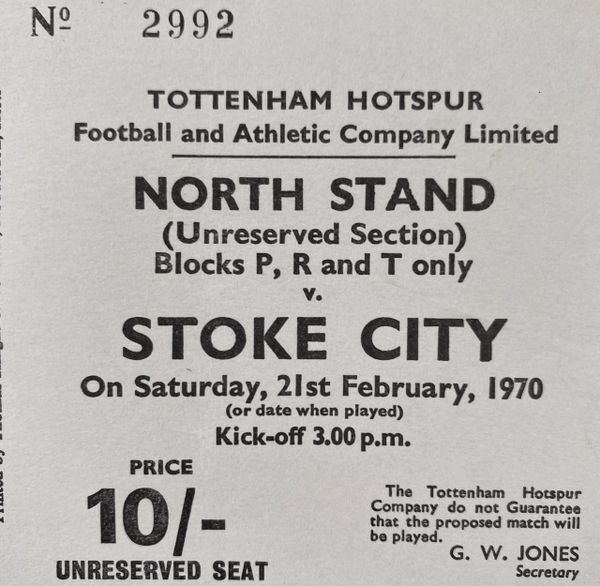 Nº 2992
TOTTENHAM HOTSPUR
Football and Athletic Company Limited
NORTH STAND
(Unreserved Section)
Blocks P, R and T only
v.
STOKE CITY
On Saturday, 21st February, 1970
(or date when played)
Kick-off 3.00 p.m.
PRICE
10/-
UNRESERVED SEAT
The Tottenham Hotspur
Company do not Guarantee
that the proposed match will
be played.
G. W. JONES
Secretary
Printed by